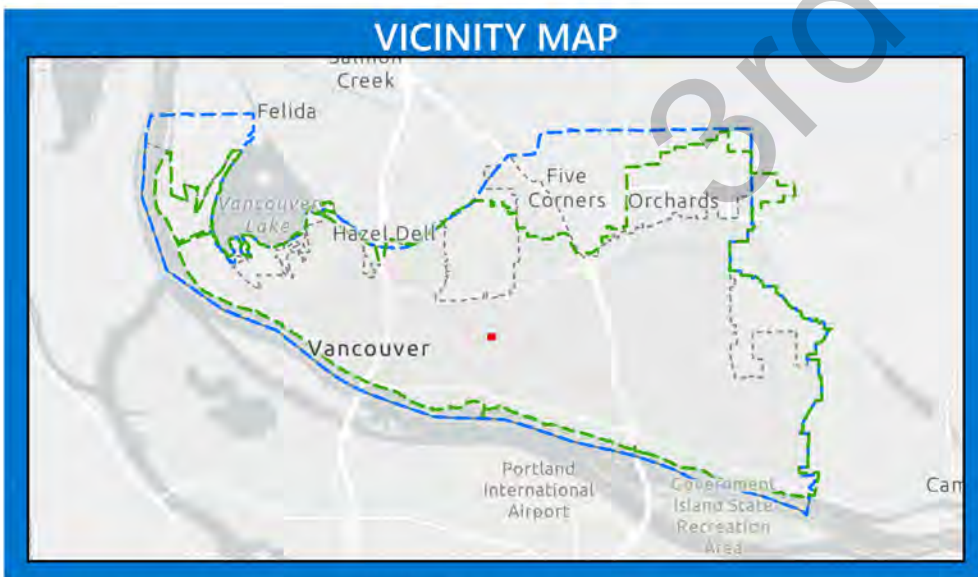 VICINITY MAP
3rd
Salmon
Creek
Felida
Five
Corners
Orchards
Vancouver
Lake
Hazel Dell
Vancouver
Portland
International
Airport
Government
Island State
Recreation
Area
Cam